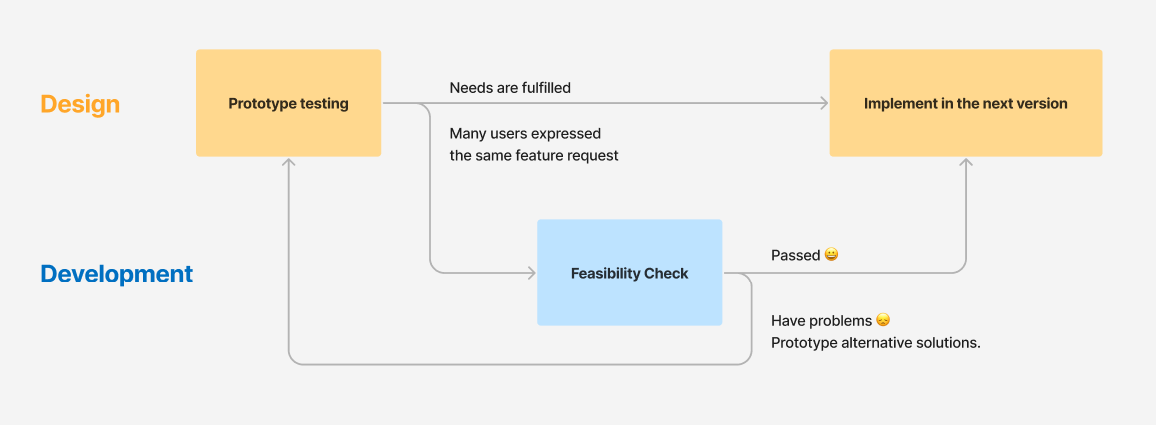 Design
Prototype testing
Needs are fulfilled
Many users expressed
the same feature request
Implement in the next version
Development
Feasibility Check
Passed 😀
Have problems 😔
Prototype alternative solutions.